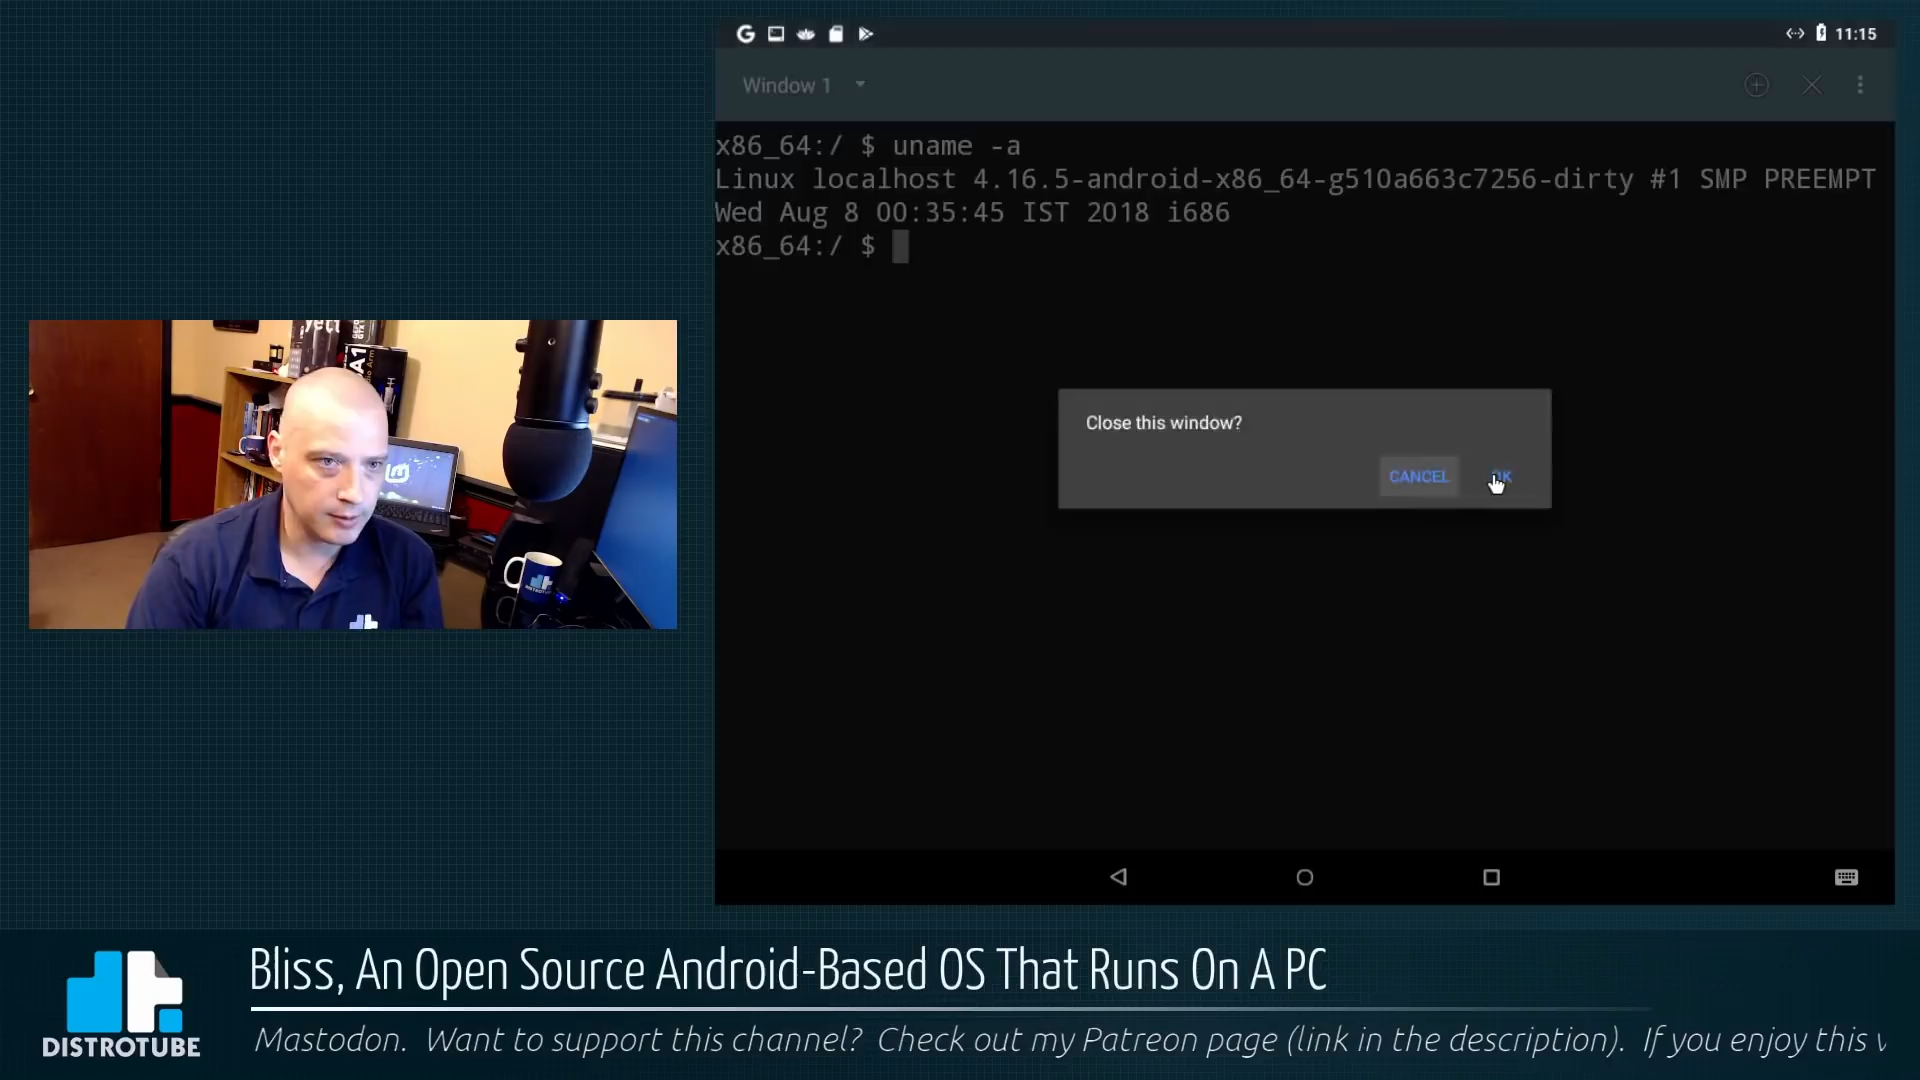 11:15
Window 1
x86_64:/ $ uname -a
Linux localhost 4.16.5-android-x86_64-g510a663c7256-dirty #1 SMP PREEMPT
Wed Aug 8 00:35:45 IST 2018 i686
x86_64:/ $
Close this window?
CANCEL OK
Bliss, An Open Source Android-Based OS That Runs On A PC
DISTROTUBE
Mastodon. Want to support this channel? Check out my Patreon page (link in the description). If you enjoy this